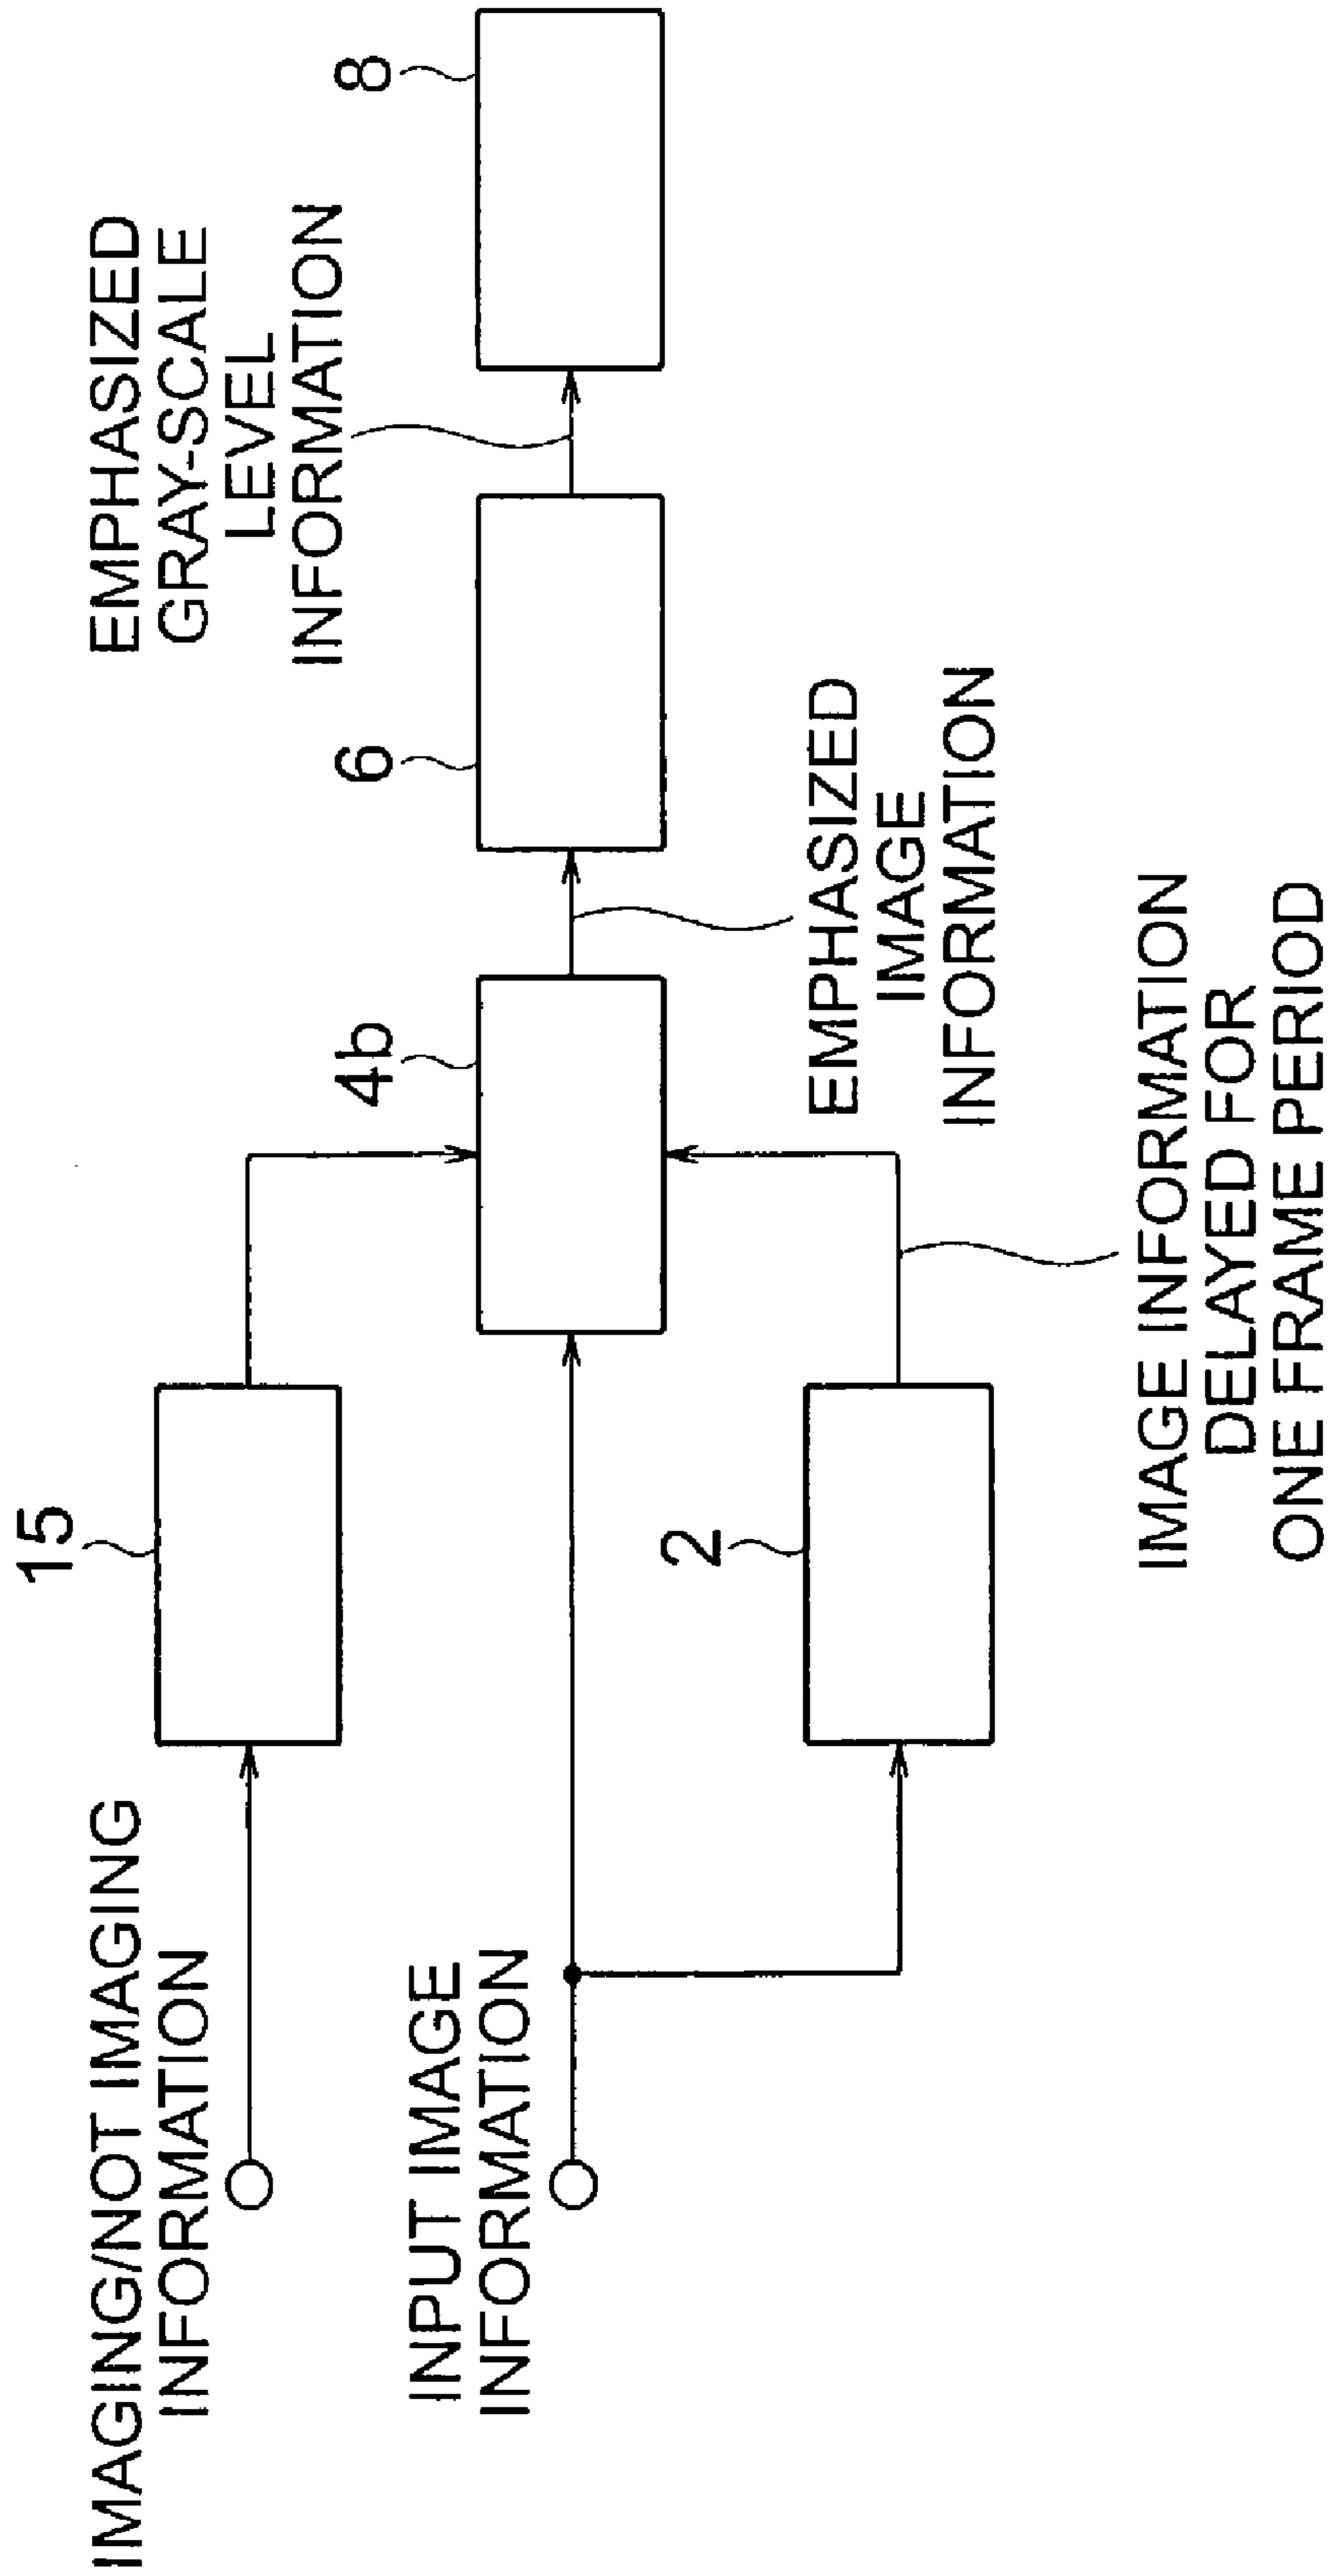 IMAGING/NOT IMAGING
INFORMATION
15
INPUT IMAGE
INFORMATION
2
4b
6
8
EMPHASIZED
GRAY-SCALE
LEVEL
INFORMATION
EMPHASIZED
IMAGE
INFORMATION
IMAGE INFORMATION
DELAYED FOR
ONE FRAME PERIOD